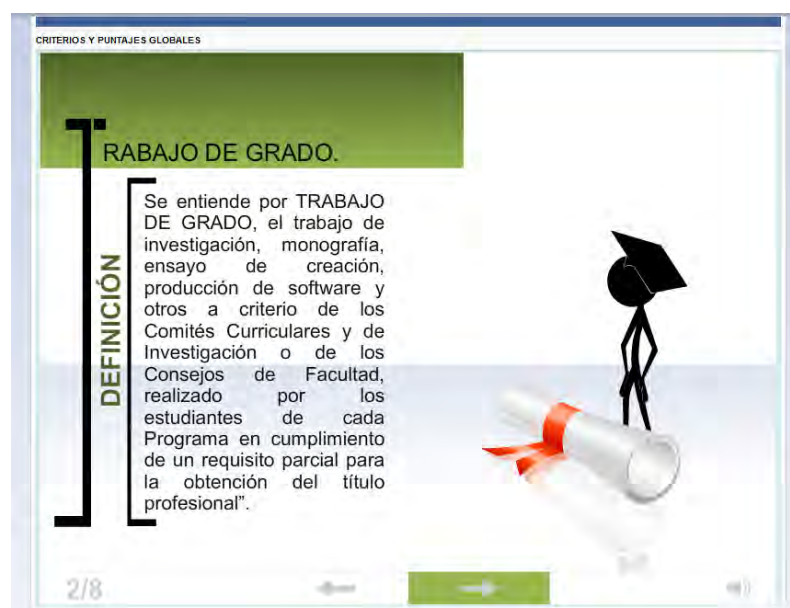 CRITERIOS Y PUNTAJES GLOBALES
TRABAJO DE GRADO.
DEFINICIÓN
Se entiende por TRABAJO
DE GRADO, el trabajo de
investigación, monografía,
ensayo de creación,
producción de software y
otros a criterio de los
Comités Curriculares y de
Investigación o de los
Consejos de Facultad,
realizado por los
estudiantes de cada
Programa en cumplimiento
de un requisito parcial para
la obtención del título
profesional”.
2/8